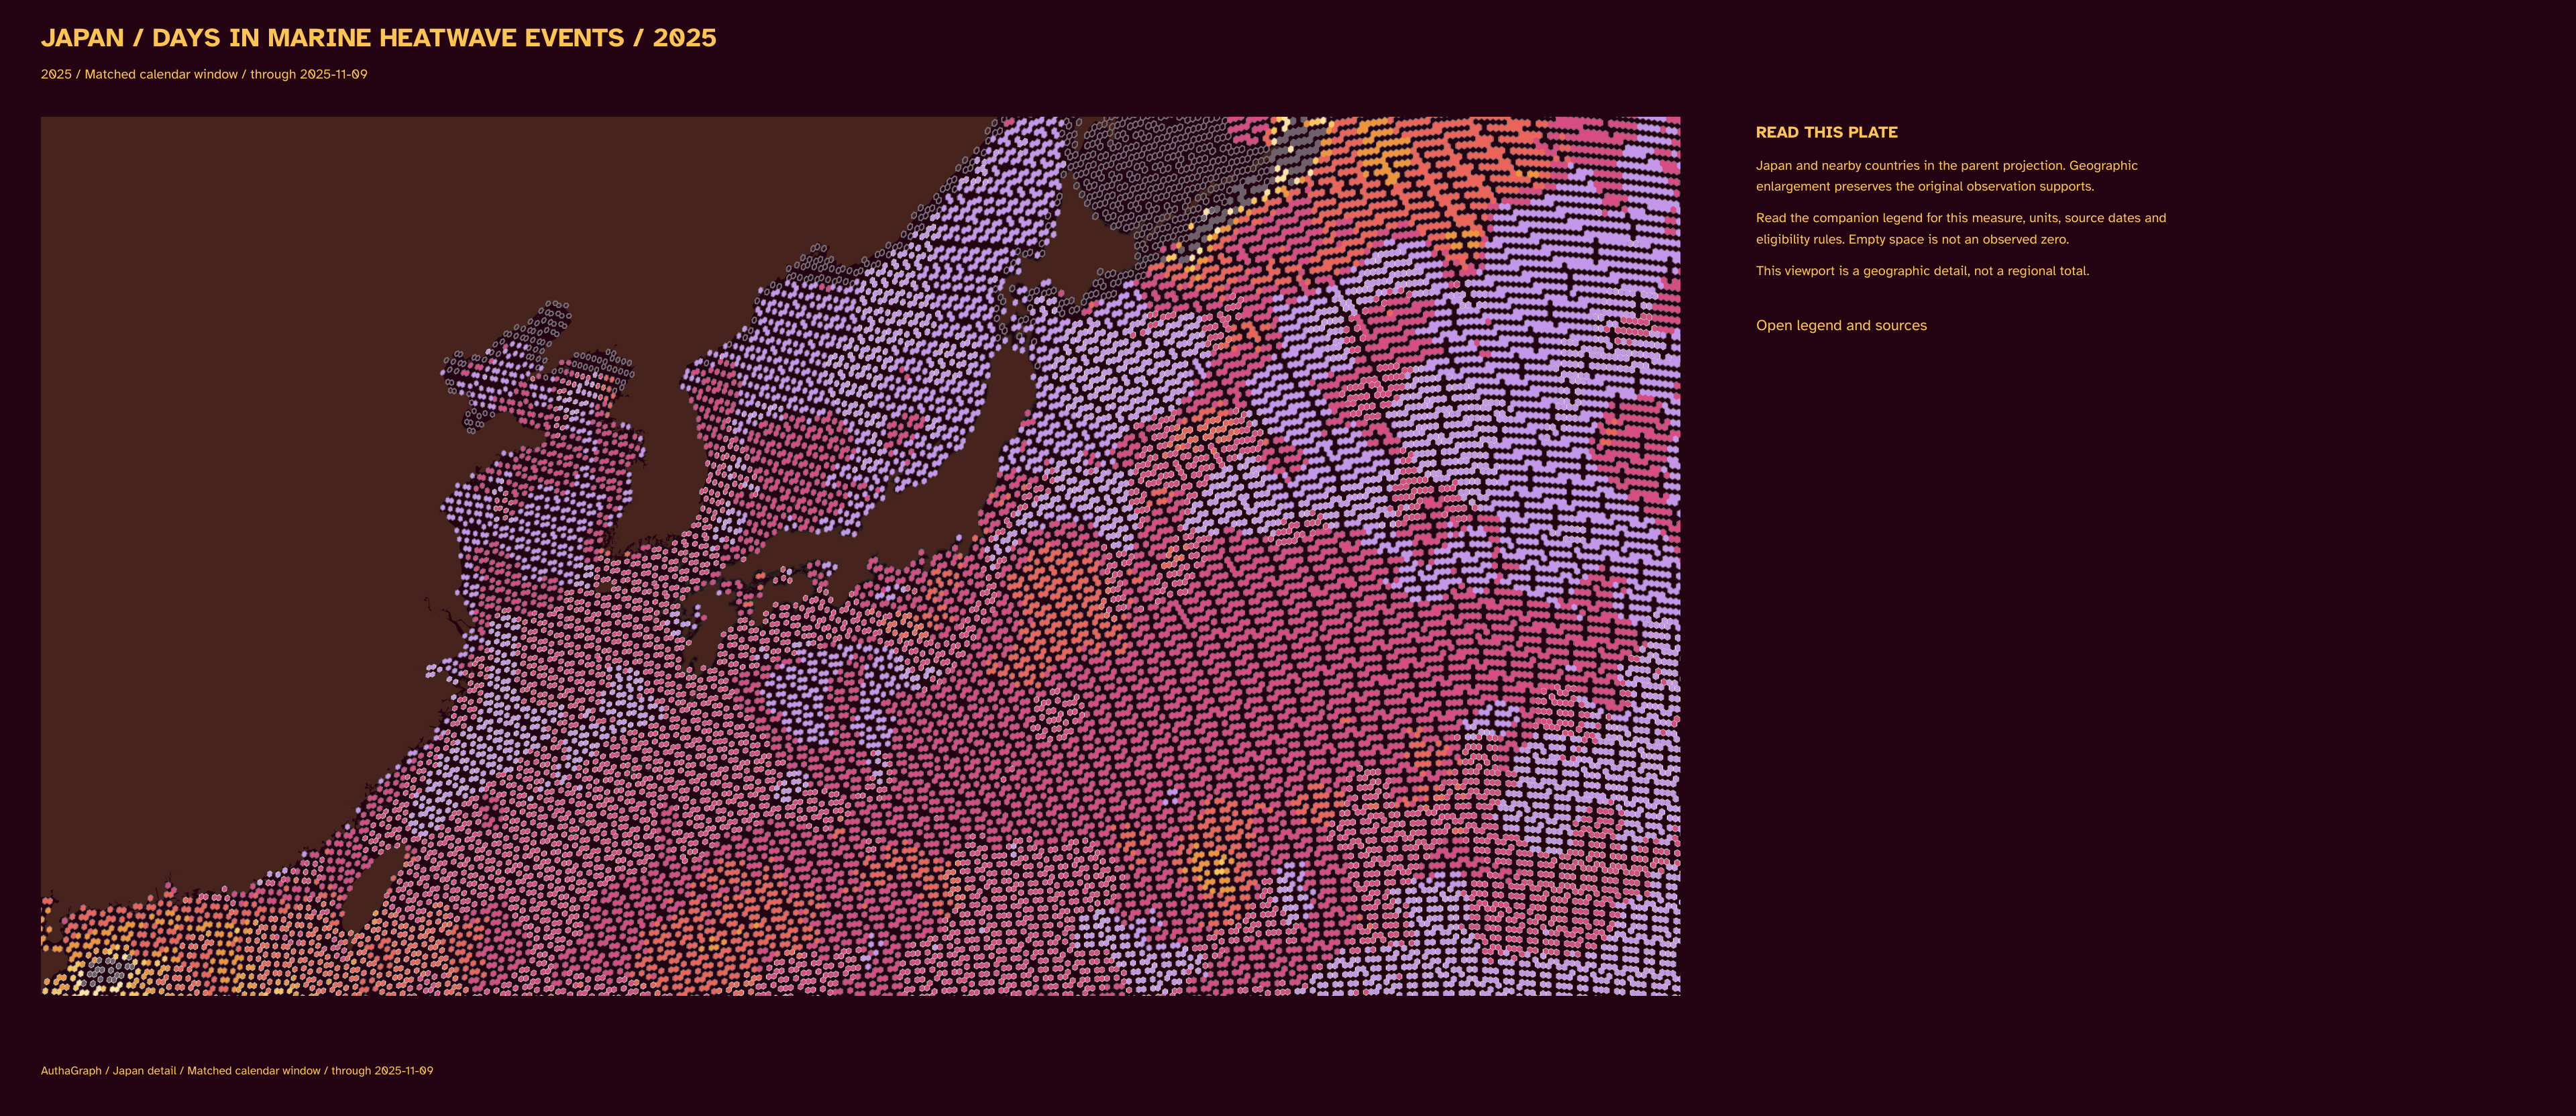 JAPAN / DAYS IN MARINE HEATWAVE EVENTS / 2025
2025 / Matched calendar window / through 2025-11-09
READ THIS PLATE
Japan and nearby countries in the parent projection. Geographic
enlargement preserves the original observation supports.
Read the companion legend for this measure, units, source dates and
eligibility rules. Empty space is not an observed zero.
This viewport is a geographic detail, not a regional total.
Open legend and sources
AuthaGraph / Japan detail / Matched calendar window / through 2025-11-09